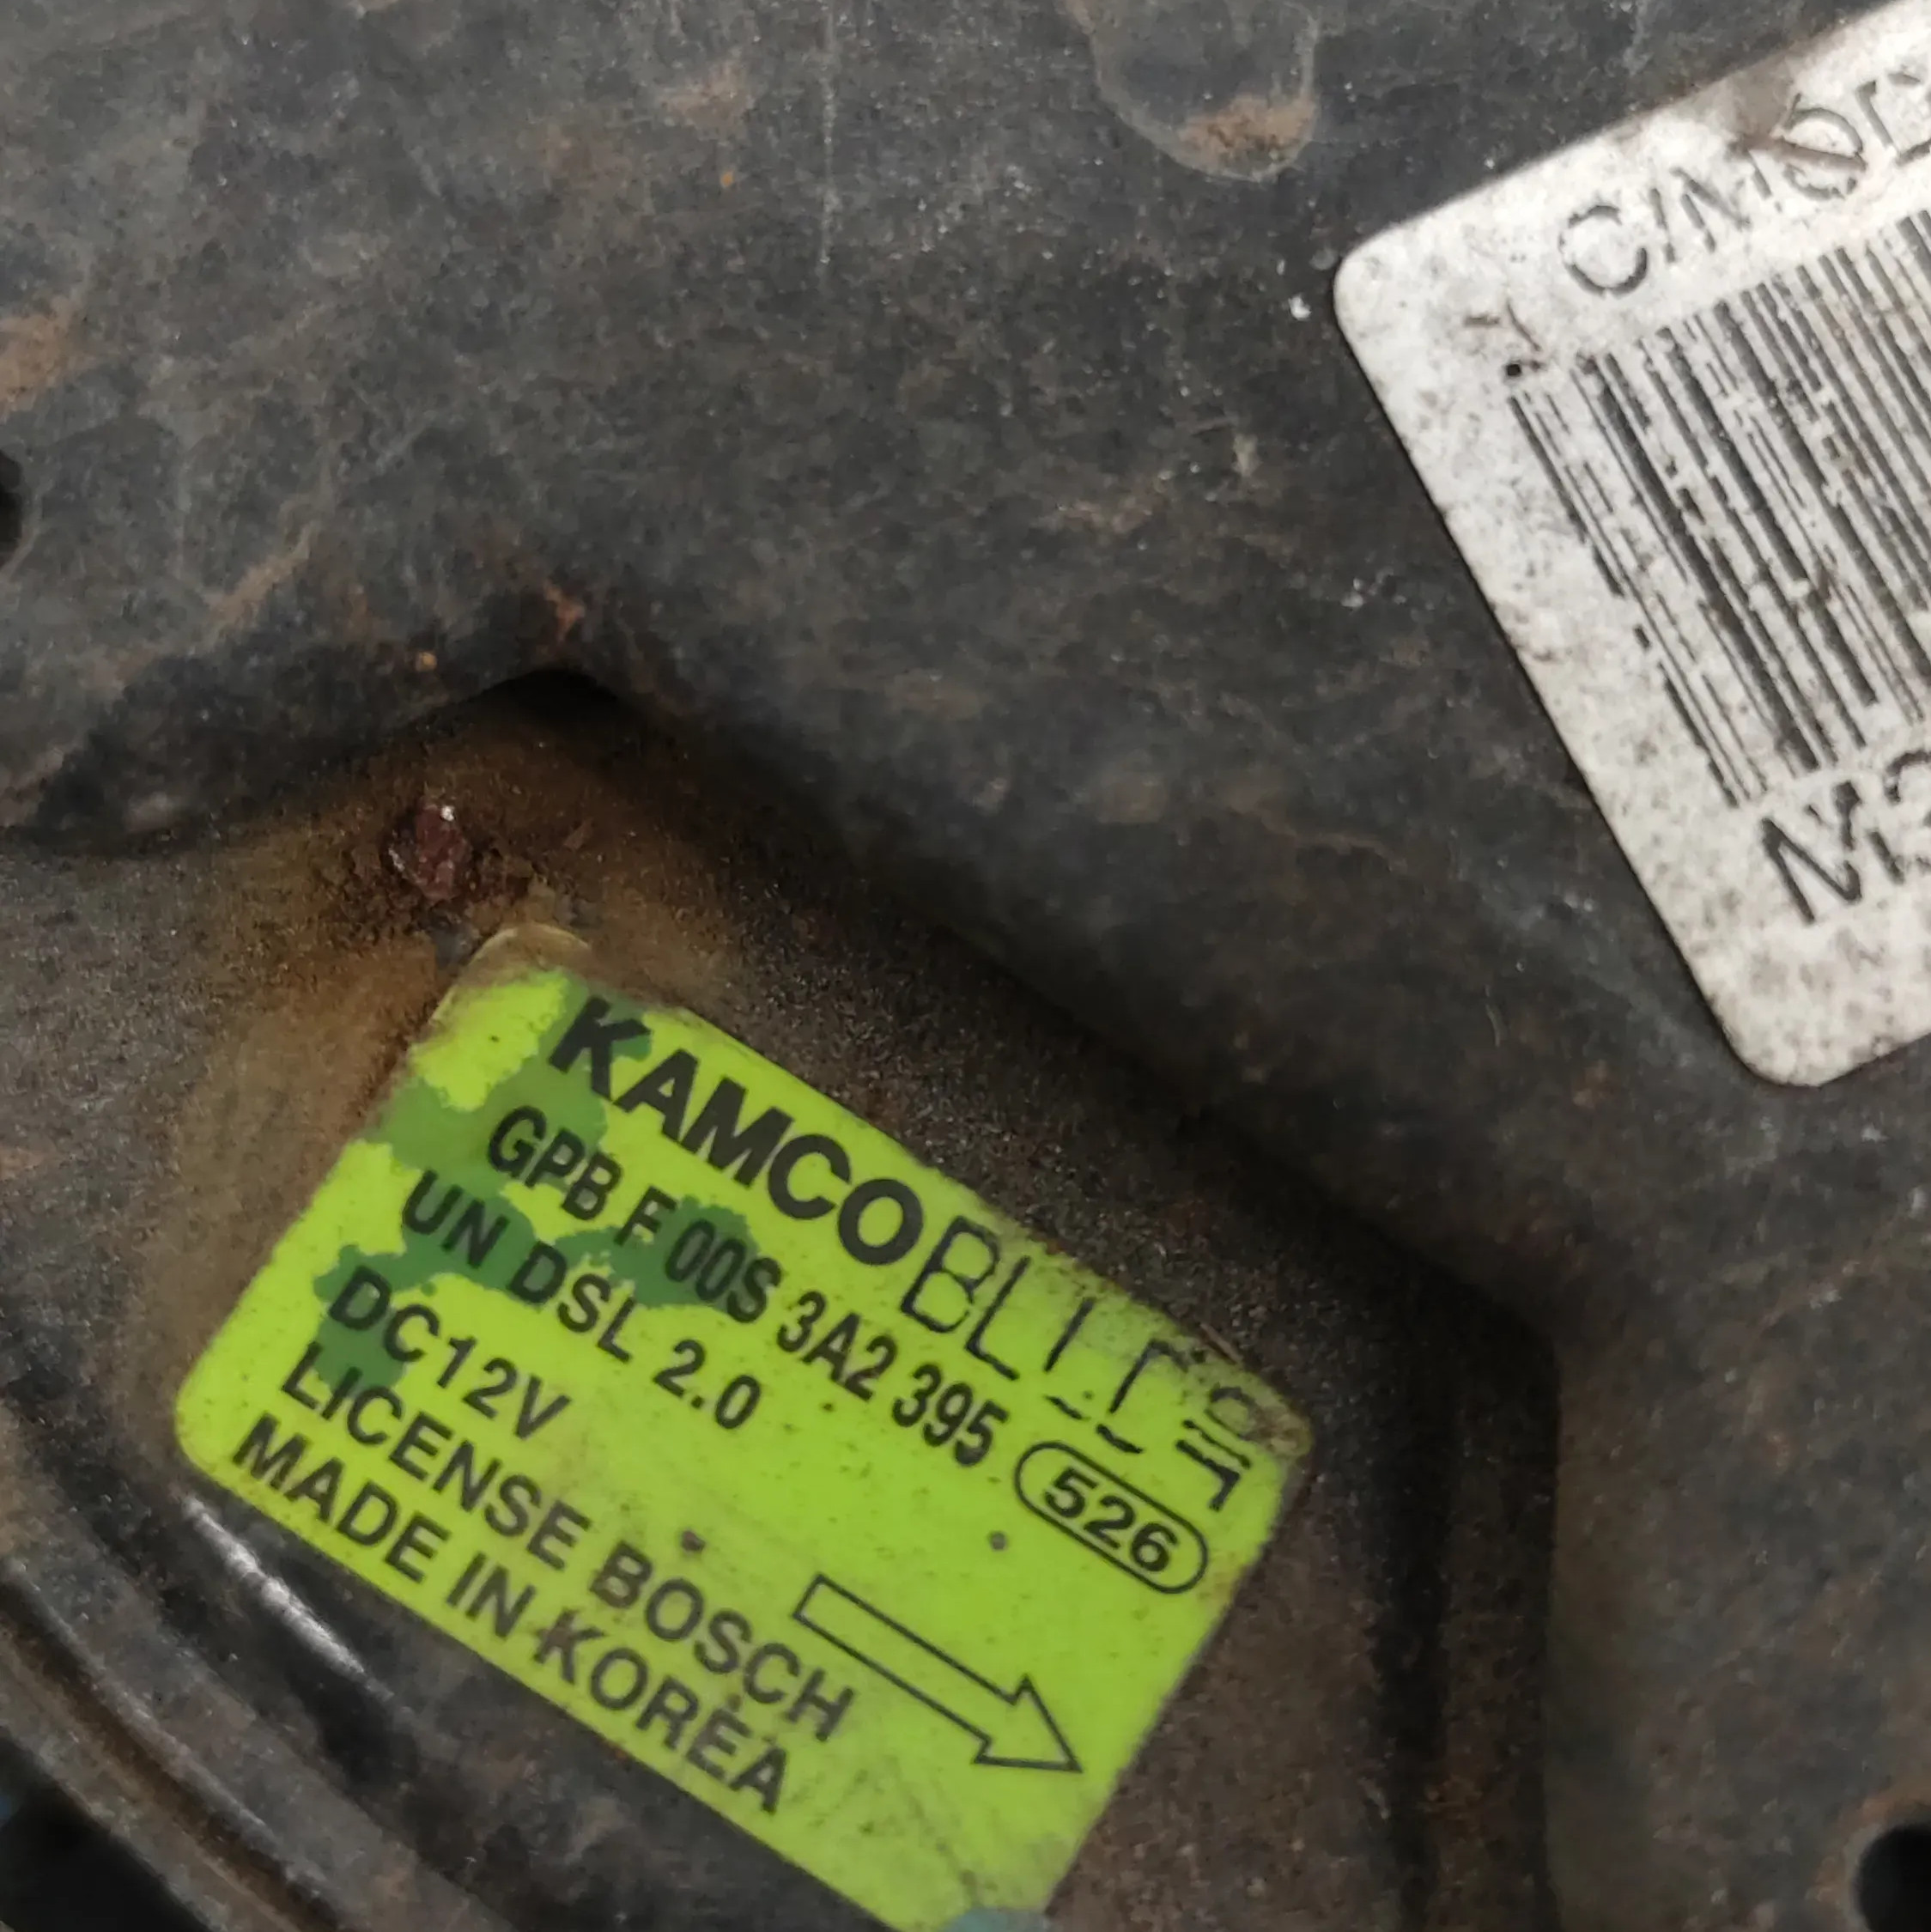 KAMCO
GPB F 00S 3A2 395 526
UN DSL 2.0
DC12V
LICENSE BOSCH
MADE IN KOREA